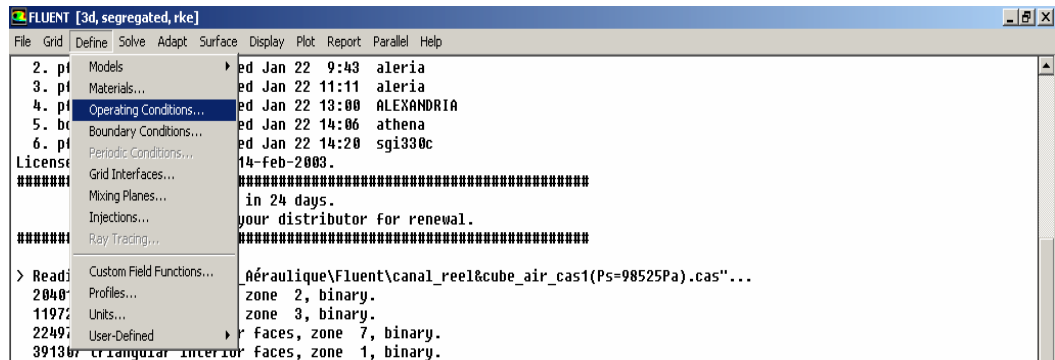 FLUENT [3d, segregated, rke]
File Grid Define Solve Adapt Surface Display Plot Report Parallel Help
Models
Materials...
Operating Conditions...
Boundary Conditions...
Periodic Conditions...
Grid Interfaces...
Mixing Planes...
Injections...
Ray Tracing...
Custom Field Functions...
Profiles...
Units...
User-Defined
2. ed Jan 22 9:43 aleria
3. ed Jan 22 11:11 aleria
4. ed Jan 22 13:00 ALEXANDRIA
5. ed Jan 22 14:06 athena
6. ed Jan 22 14:20 sgi330c
License 14-feb-2003.
in 24 days.
your distributor for renewal.
> Readi _Aéraulique\Fluent\canal_reel&cube_air_cas1(Ps=98525Pa).cas"...
2040 zone 2, binary.
11972 zone 3, binary.
2249 r faces, zone 7, binary.
391307 triangular interior faces, zone 1, binary.